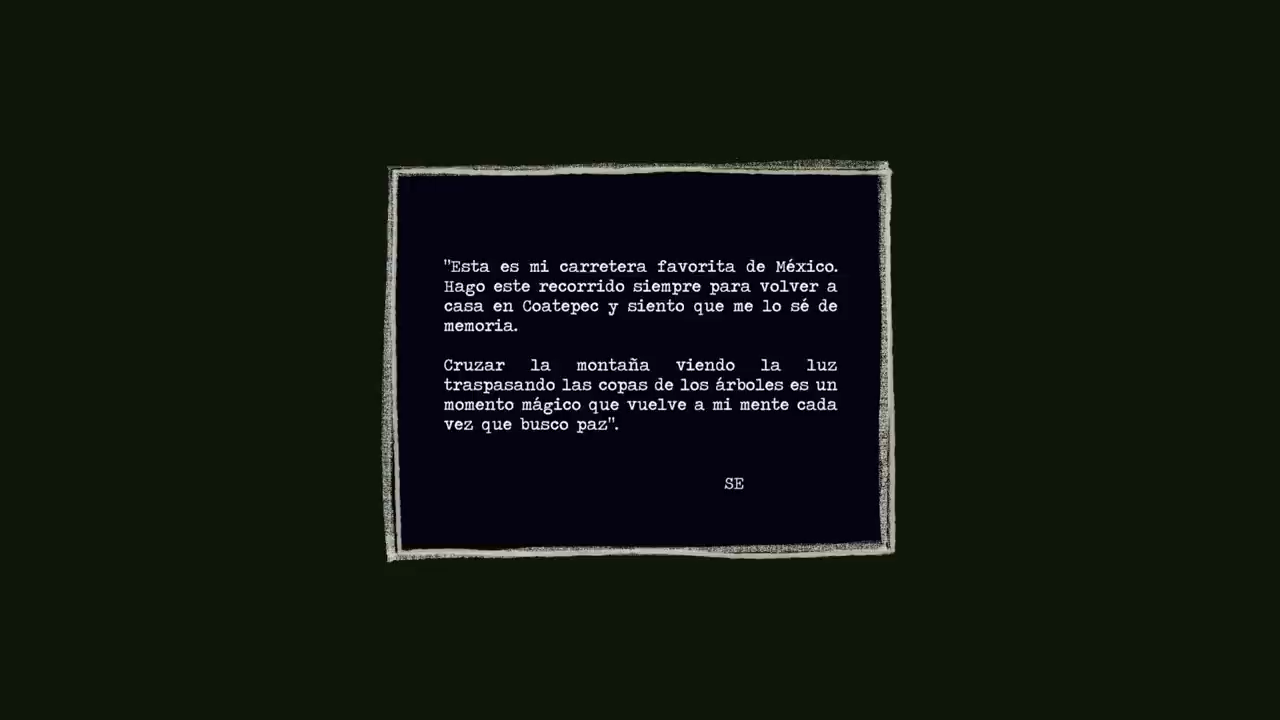 "Esta es mi carretera favorita de México.
Hago este recorrido siempre para volver a
casa en Coatepec y siento que me lo sé de
memoria.
Cruzar la montaña viendo la luz
traspasando las copas de los árboles es un
momento mágico que vuelve a mi mente cada
vez que busco paz".
SE